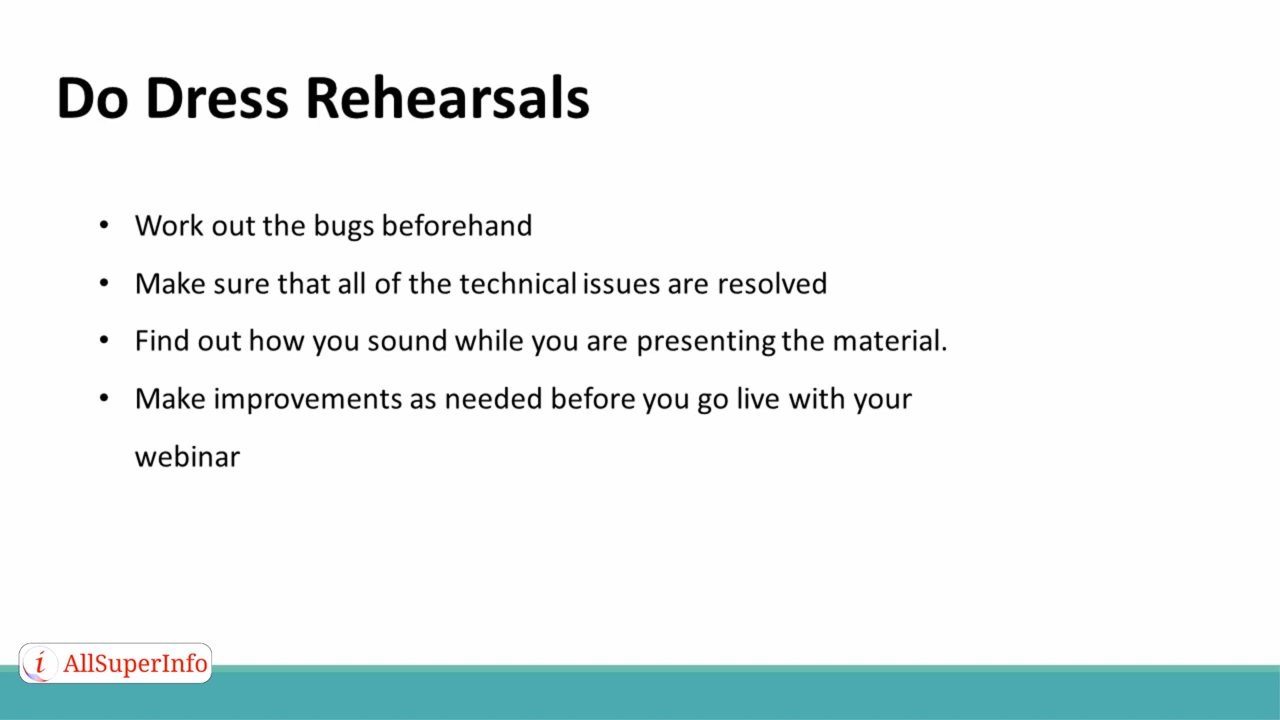 Do Dress Rehearsals
• Work out the bugs beforehand
• Make sure that all of the technical issues are resolved
• Find out how you sound while you are presenting the material.
• Make improvements as needed before you go live with your
webinar
i AllSuperInfo